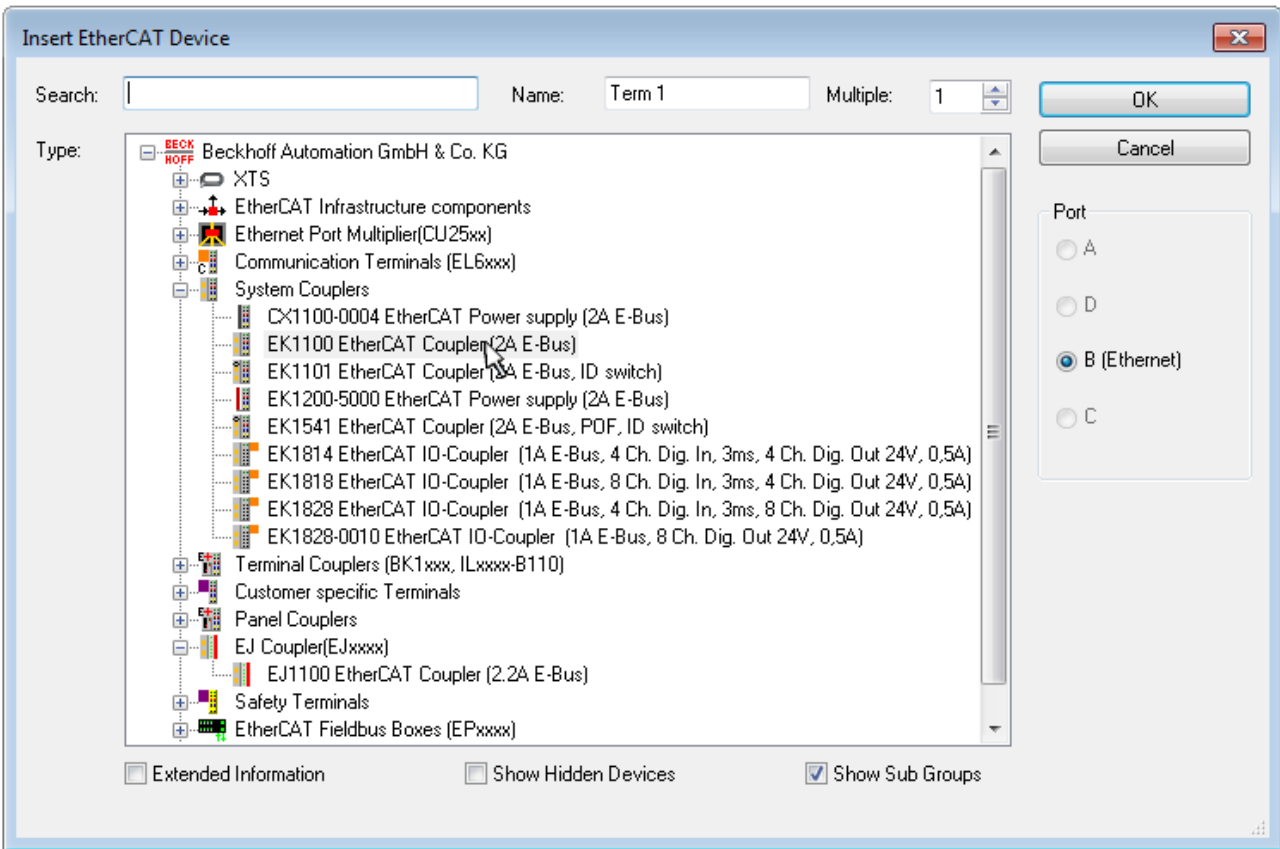 Insert EtherCAT Device
Search: Name: Term 1 Multiple: 1 OK
Cancel
Type:
BECK
HOFF Beckhoff Automation GmbH & Co. KG
XTS
EtherCAT Infrastructure components
Ethernet Port Multiplier(CU25xx)
C Communication Terminals (EL6xxx)
System Couplers
CX1100-0004 EtherCAT Power supply (2A E-Bus)
EK1100 EtherCAT Coupler (2A E-Bus)
EK1101 EtherCAT Coupler (2A E-Bus, ID switch)
EK1200-5000 EtherCAT Power supply (2A E-Bus)
EK1541 EtherCAT Coupler (2A E-Bus, POF, ID switch)
EK1814 EtherCAT IO-Coupler (1A E-Bus, 4 Ch. Dig. In, 3ms, 4 Ch. Dig. Out 24V, 0,5A)
EK1818 EtherCAT IO-Coupler (1A E-Bus, 8 Ch. Dig. In, 3ms, 4 Ch. Dig. Out 24V, 0,5A)
EK1828 EtherCAT IO-Coupler (1A E-Bus, 4 Ch. Dig. In, 3ms, 8 Ch. Dig. Out 24V, 0,5A)
EK1828-0010 EtherCAT IO-Coupler (1A E-Bus, 8 Ch. Dig. Out 24V, 0,5A)
Terminal Couplers (BK1xxx, ILxxxx-B110)
Customer specific Terminals
Panel Couplers
EJ Coupler(EJxxxx)
EJ1100 EtherCAT Coupler (2.2A E-Bus)
Safety Terminals
EtherCAT Fieldbus Boxes (EPxxxx)
Port
A
D
B (Ethernet)
C
Extended Information
Show Hidden Devices
Show Sub Groups